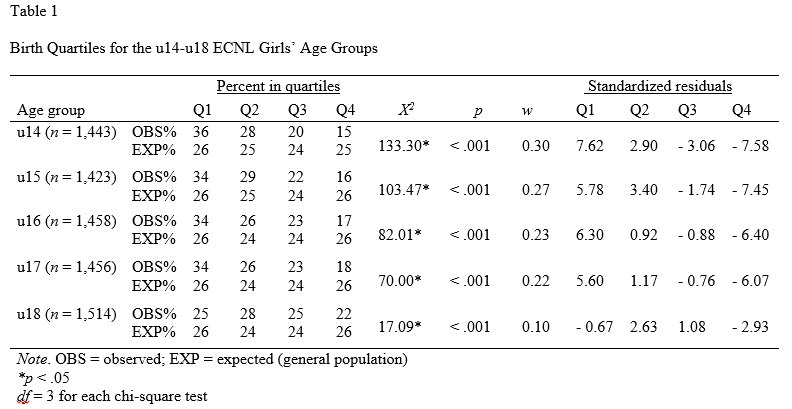 Table 1
Birth Quartiles for the u14-u18 ECNL Girls’ Age Groups
Percent in quartiles Standardized residuals
Age group Q1 Q2 Q3 Q4 X² p w Q1 Q2 Q3 Q4
u14 (n = 1,443) OBS% 36 28 20 15
EXP% 26 25 24 25
133.30* < .001 0.30 7.62 2.90 - 3.06 - 7.58
u15 (n = 1,423) OBS% 34 29 22 16
EXP% 26 25 24 26
103.47* < .001 0.27 5.78 3.40 - 1.74 - 7.45
u16 (n = 1,458) OBS% 34 26 23 17
EXP% 26 24 24 26
82.01* < .001 0.23 6.30 0.92 - 0.88 - 6.40
u17 (n = 1,456) OBS% 34 26 23 18
EXP% 26 24 24 26
70.00* < .001 0.22 5.60 1.17 - 0.76 - 6.07
u18 (n = 1,514) OBS% 25 28 25 22
EXP% 26 24 24 26
17.09* < .001 0.10 - 0.67 2.63 1.08 - 2.93
Note. OBS = observed; EXP = expected (general population)
*p < .05
df = 3 for each chi-square test